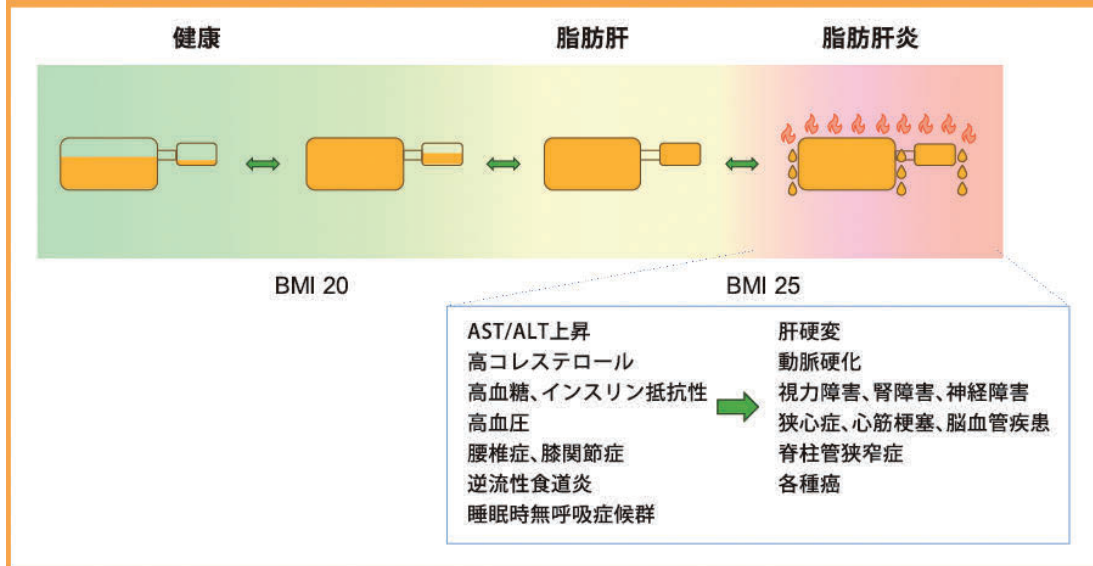 健康
脂肪肝
脂肪肝炎
BMI 20
BMI 25
AST/ALT上昇
高コレステロール
高血糖、インスリン抵抗性
高血圧
腰椎症、膝関節症
逆流性食道炎
睡眠時無呼吸症候群
肝硬変
動脈硬化
視力障害、腎障害、神経障害
狭心症、心筋梗塞、脳血管疾患
脊柱管狭窄症
各種癌